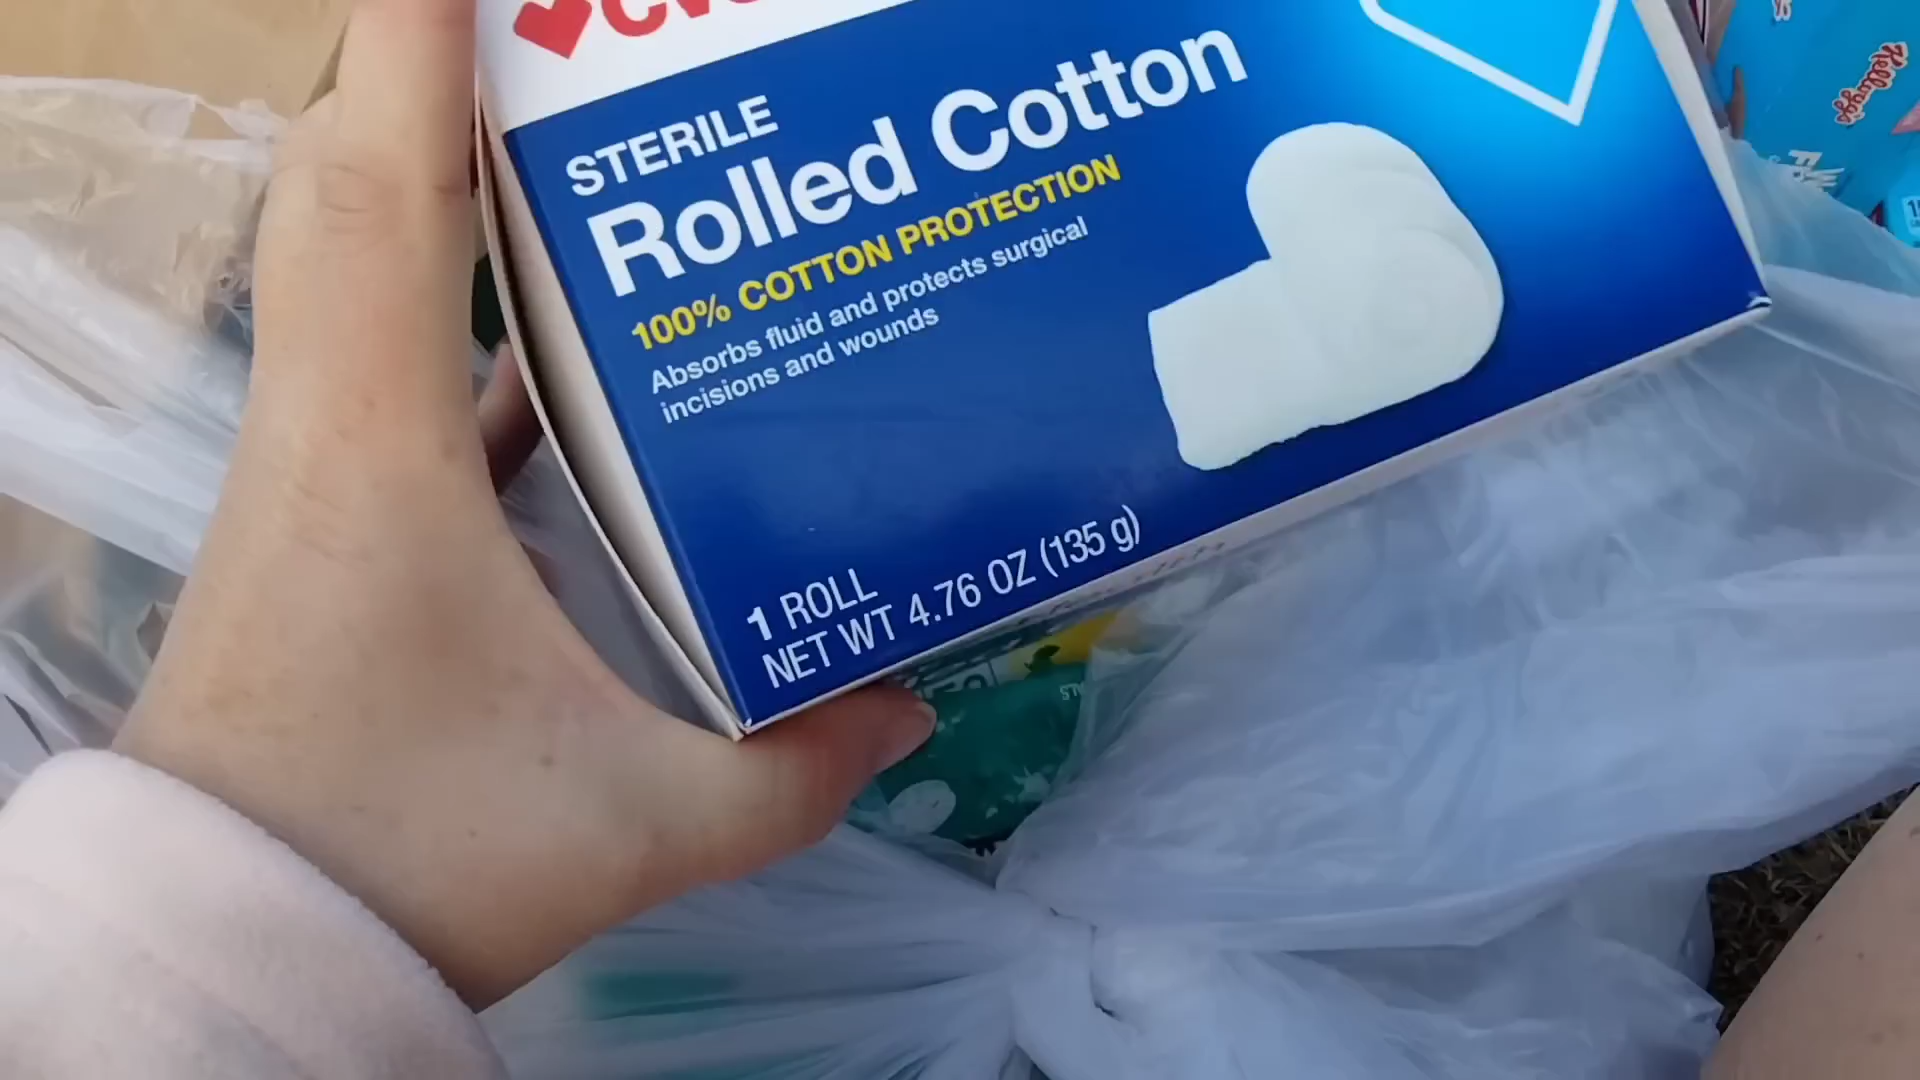 STERILE
Rolled Cotton
100% COTTON PROTECTION
Absorbs fluid and protects surgical
incisions and wounds
1 ROLL
NET WT 4.76 OZ (135 g)
Kellogg's